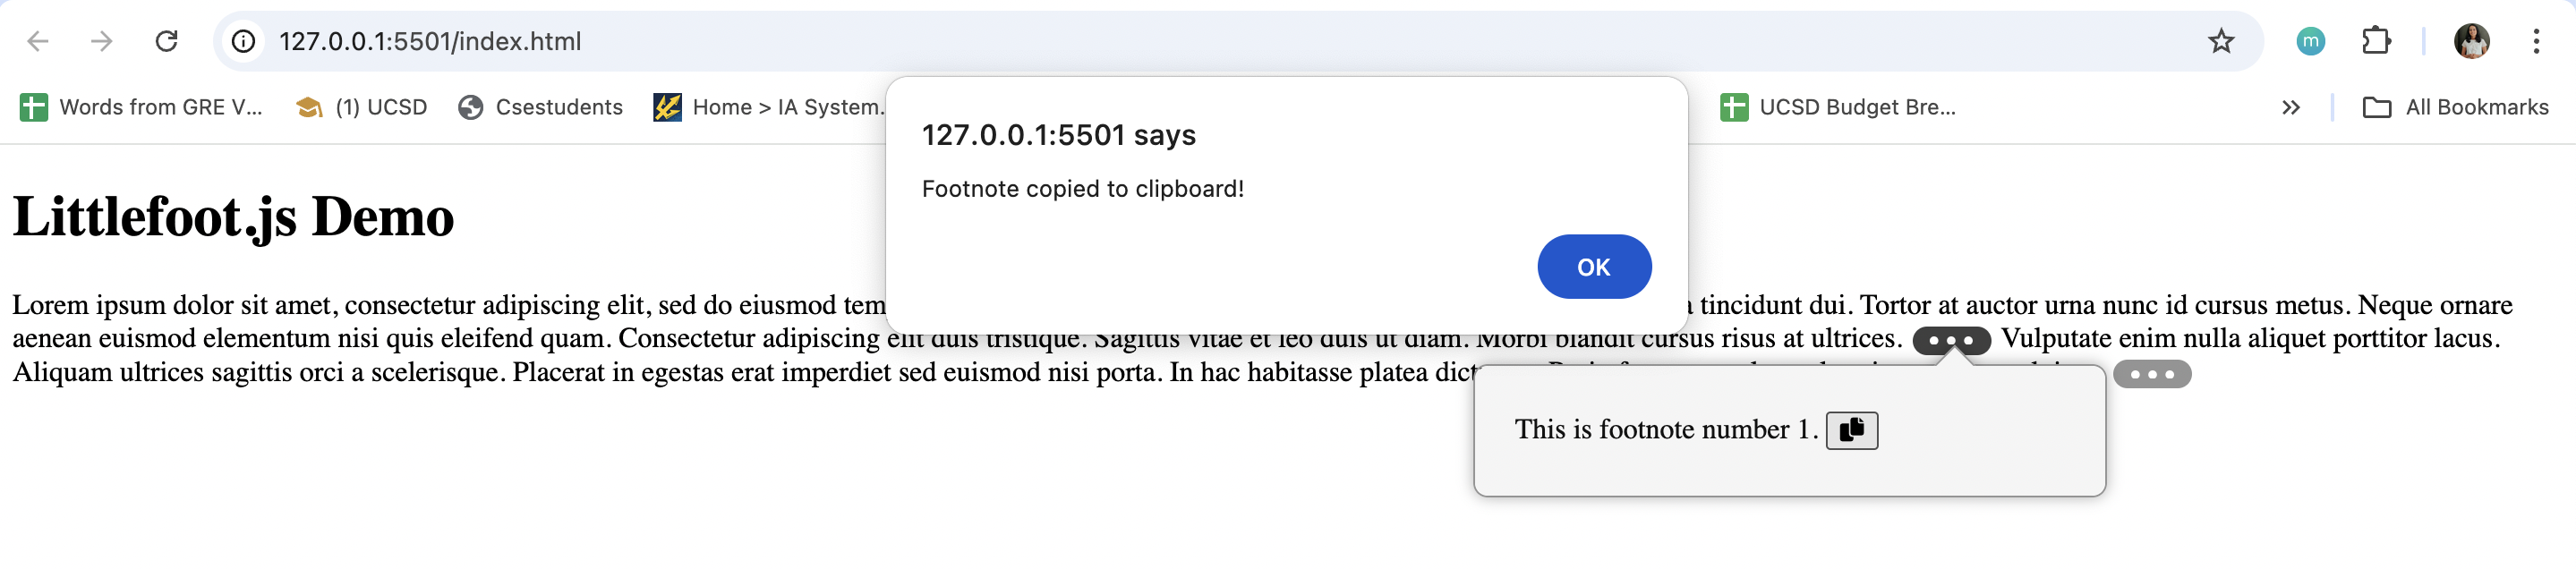 127.0.0.1:5501/index.html
m
Words from GRE V... (1) UCSD Csestudents Home > IA System. UCSD Budget Bre... » All Bookmarks
127.0.0.1:5501 says
Footnote copied to clipboard!
OK
Littlefoot.js Demo
Lorem ipsum dolor sit amet, consectetur adipiscing elit, sed do eiusmod tem tincidunt dui. Tortor at auctor urna nunc id cursus metus. Neque ornare
aenean euismod elementum nisi quis eleifend quam. Consectetur adipiscing elit duis tristique. Sagittis vitae et leo duis ut diam. Morbi blandit cursus risus at ultrices. Vulputate enim nulla aliquet porttitor lacus.
Aliquam ultrices sagittis orci a scelerisque. Placerat in egestas erat imperdiet sed euismod nisi porta. In hac habitasse platea dict
This is footnote number 1.